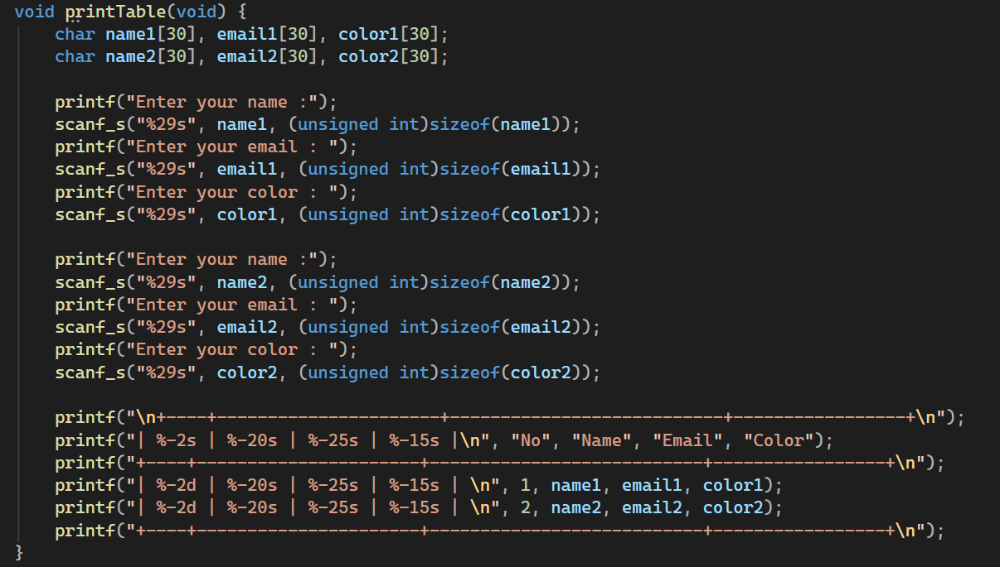 void printTable(void) {
    char name1[30], email1[30], color1[30];
    char name2[30], email2[30], color2[30];

    printf("Enter your name :");
    scanf_s("%29s", name1, (unsigned int)sizeof(name1));
    printf("Enter your email : ");
    scanf_s("%29s", email1, (unsigned int)sizeof(email1));
    printf("Enter your color : ");
    scanf_s("%29s", color1, (unsigned int)sizeof(color1));

    printf("Enter your name :");
    scanf_s("%29s", name2, (unsigned int)sizeof(name2));
    printf("Enter your email : ");
    scanf_s("%29s", email2, (unsigned int)sizeof(email2));
    printf("Enter your color : ");
    scanf_s("%29s", color2, (unsigned int)sizeof(color2));

    printf("\n+----+----------------------+---------------------------+-----------------+\n");
    printf("| %-2s | %-20s | %-25s | %-15s |\n", "No", "Name", "Email", "Color");
    printf("+----+----------------------+---------------------------+-----------------+\n");
    printf("| %-2d | %-20s | %-25s | %-15s | \n", 1, name1, email1, color1);
    printf("| %-2d | %-20s | %-25s | %-15s | \n", 2, name2, email2, color2);
    printf("+----+----------------------+---------------------------+-----------------+\n");
}